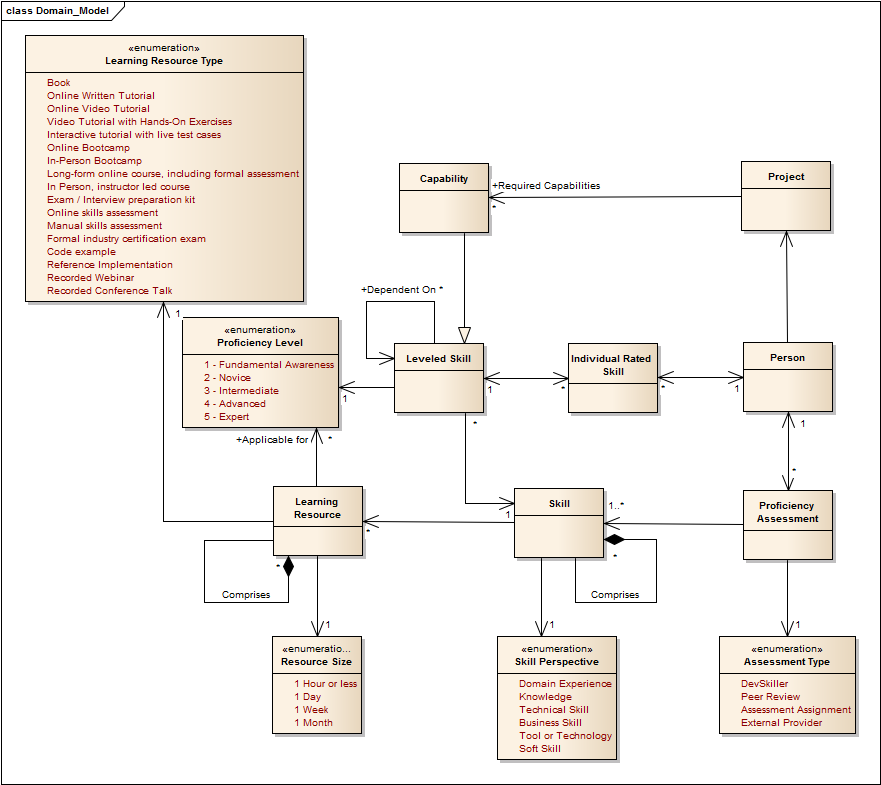 class Domain_Model
«enumeration»
Learning Resource Type
Book
Online Written Tutorial
Online Video Tutorial
Video Tutorial with Hands-On Exercises
Interactive tutorial with live test cases
Online Bootcamp
In-Person Bootcamp
Long-form online course, including formal assessment
In Person, instructor led course
Exam / Interview preparation kit
Online skills assessment
Manual skills assessment
Formal industry certification exam
Code example
Reference Implementation
Recorded Webinar
Recorded Conference Talk
Capability
+Required Capabilities
*
Project
+Dependent On *
1
«enumeration»
Proficiency Level
1 - Fundamental Awareness
2 - Novice
3 - Intermediate
4 - Advanced
5 - Expert
1
Leveled Skill
1
*
Individual Rated
Skill
*
1
Person
1
+Applicable for
*
*
*
Learning
Resource
*
Skill
1
1..*
*
Proficiency
Assessment
*
Comprises
Comprises
1
1
1
«enumeratio...
Resource Size
1 Hour or less
1 Day
1 Week
1 Month
«enumeration»
Skill Perspective
Domain Experience
Knowledge
Technical Skill
Business Skill
Tool or Technology
Soft Skill
«enumeration»
Assessment Type
DevSkiller
Peer Review
Assessment Assignment
External Provider